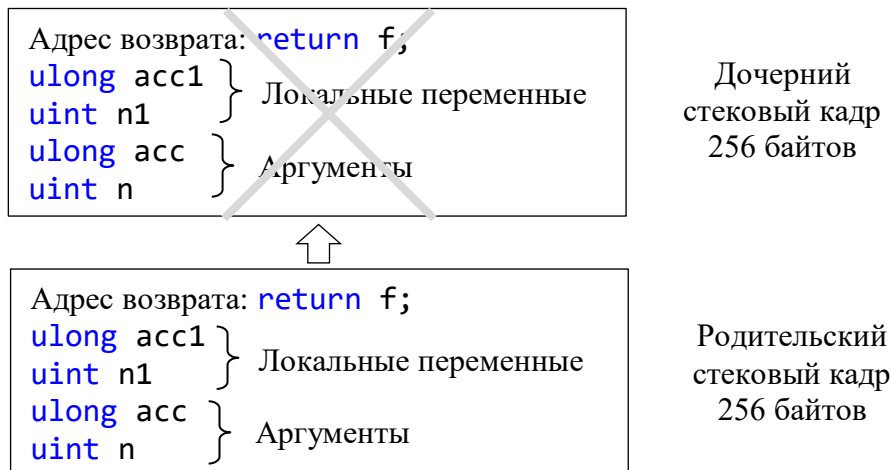 Адрес возврата: return f;
ulong acc1
uint n1
Локальные переменные
ulong acc
uint n
Аргументы
Дочерний
стековый кадр
256 байтов
Адрес возврата: return f;
ulong acc1
uint n1
Локальные переменные
ulong acc
uint n
Аргументы
Родительский
стековый кадр
256 байтов